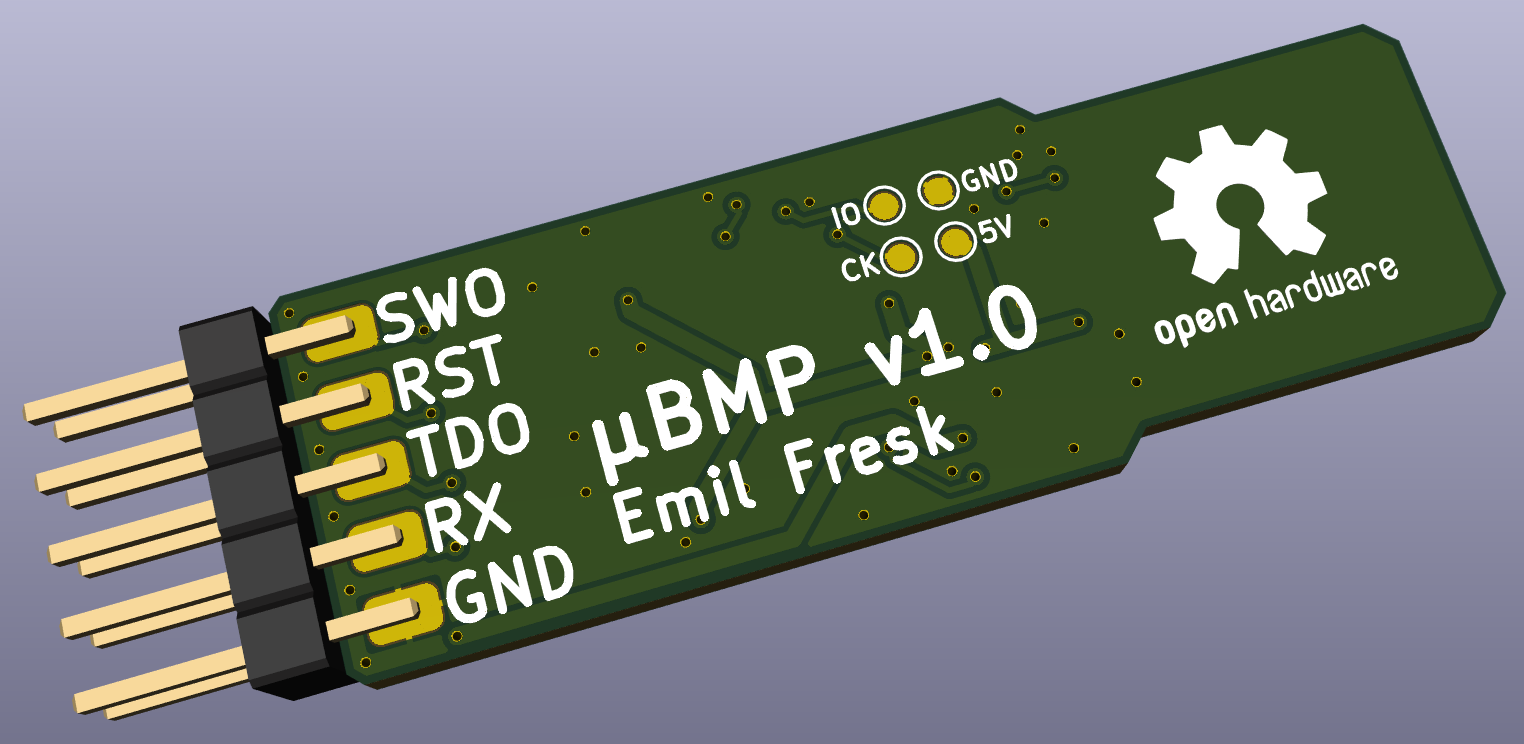 SWO
RST
TDO
RX
GND
IO
GND
CK
5V
µBMP v1.0
Emil Fresk
open hardware